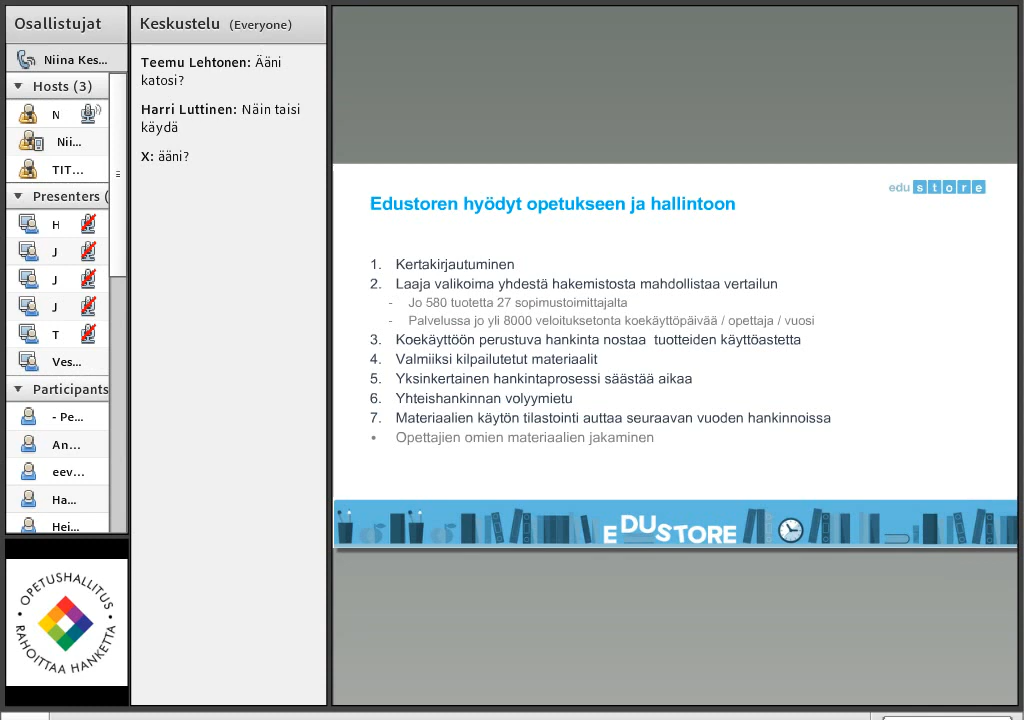 Osallistujat
Niina Kes...
Hosts (3)
N
Nii...
TIT...
Presenters (
H
J
J
J
T
Ves...
Participants
- Pe...
An...
eev...
Ha...
Hei...
OPETUSHALLITUS
RAHOITTAA HANKETTA
Keskustelu (Everyone)
Teemu Lehtonen: Ääni
katosi?
Harri Luttinen: Näin taisi
käydä
X: ääni?
edu store
Edustoren hyödyt opetukseen ja hallintoon
1. Kertakirjautuminen
2. Laaja valikoima yhdestä hakemistosta mahdollistaa vertailun
- Jo 580 tuotetta 27 sopimustoimittajalta
- Palvelussa jo yli 8000 veloituksetonta koekäyttöpäivää / opettaja / vuosi
3. Koekäyttöön perustuva hankinta nostaa tuotteiden käyttöastetta
4. Valmiiksi kilpailutetut materiaalit
5. Yksinkertainen hankintaprosessi säästää aikaa
6. Yhteishankinnan volyymietu
7. Materiaalien käytön tilastointi auttaa seuraavan vuoden hankinnoissa
• Opettajien omien materiaalien jakaminen
EDUSTORE